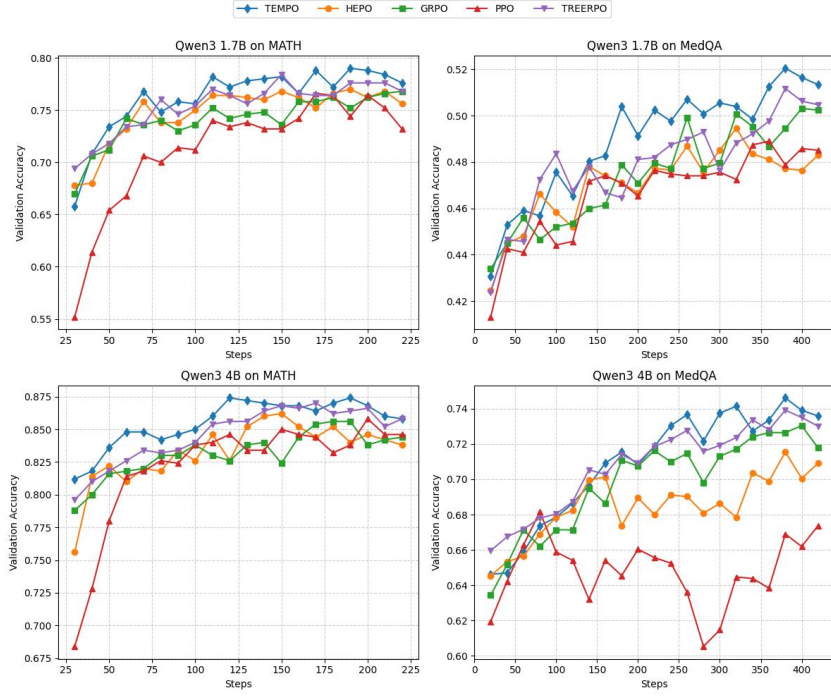 TEMPO HEPO GRPO PPO TREERPO
Qwen3 1.7B on MATH
Validation Accuracy
0.80
0.75
0.70
0.65
0.60
0.55
25 50 75 100 125 150 175 200 225
Steps
Qwen3 1.7B on MedQA
Validation Accuracy
0.52
0.50
0.48
0.46
0.44
0.42
0 50 100 150 200 250 300 350 400
Steps
Qwen3 4B on MATH
Validation Accuracy
0.875
0.850
0.825
0.800
0.775
0.750
0.725
0.700
0.675
25 50 75 100 125 150 175 200 225
Steps
Qwen3 4B on MedQA
Validation Accuracy
0.74
0.72
0.70
0.68
0.66
0.64
0.62
0.60
0 50 100 150 200 250 300 350 400
Steps